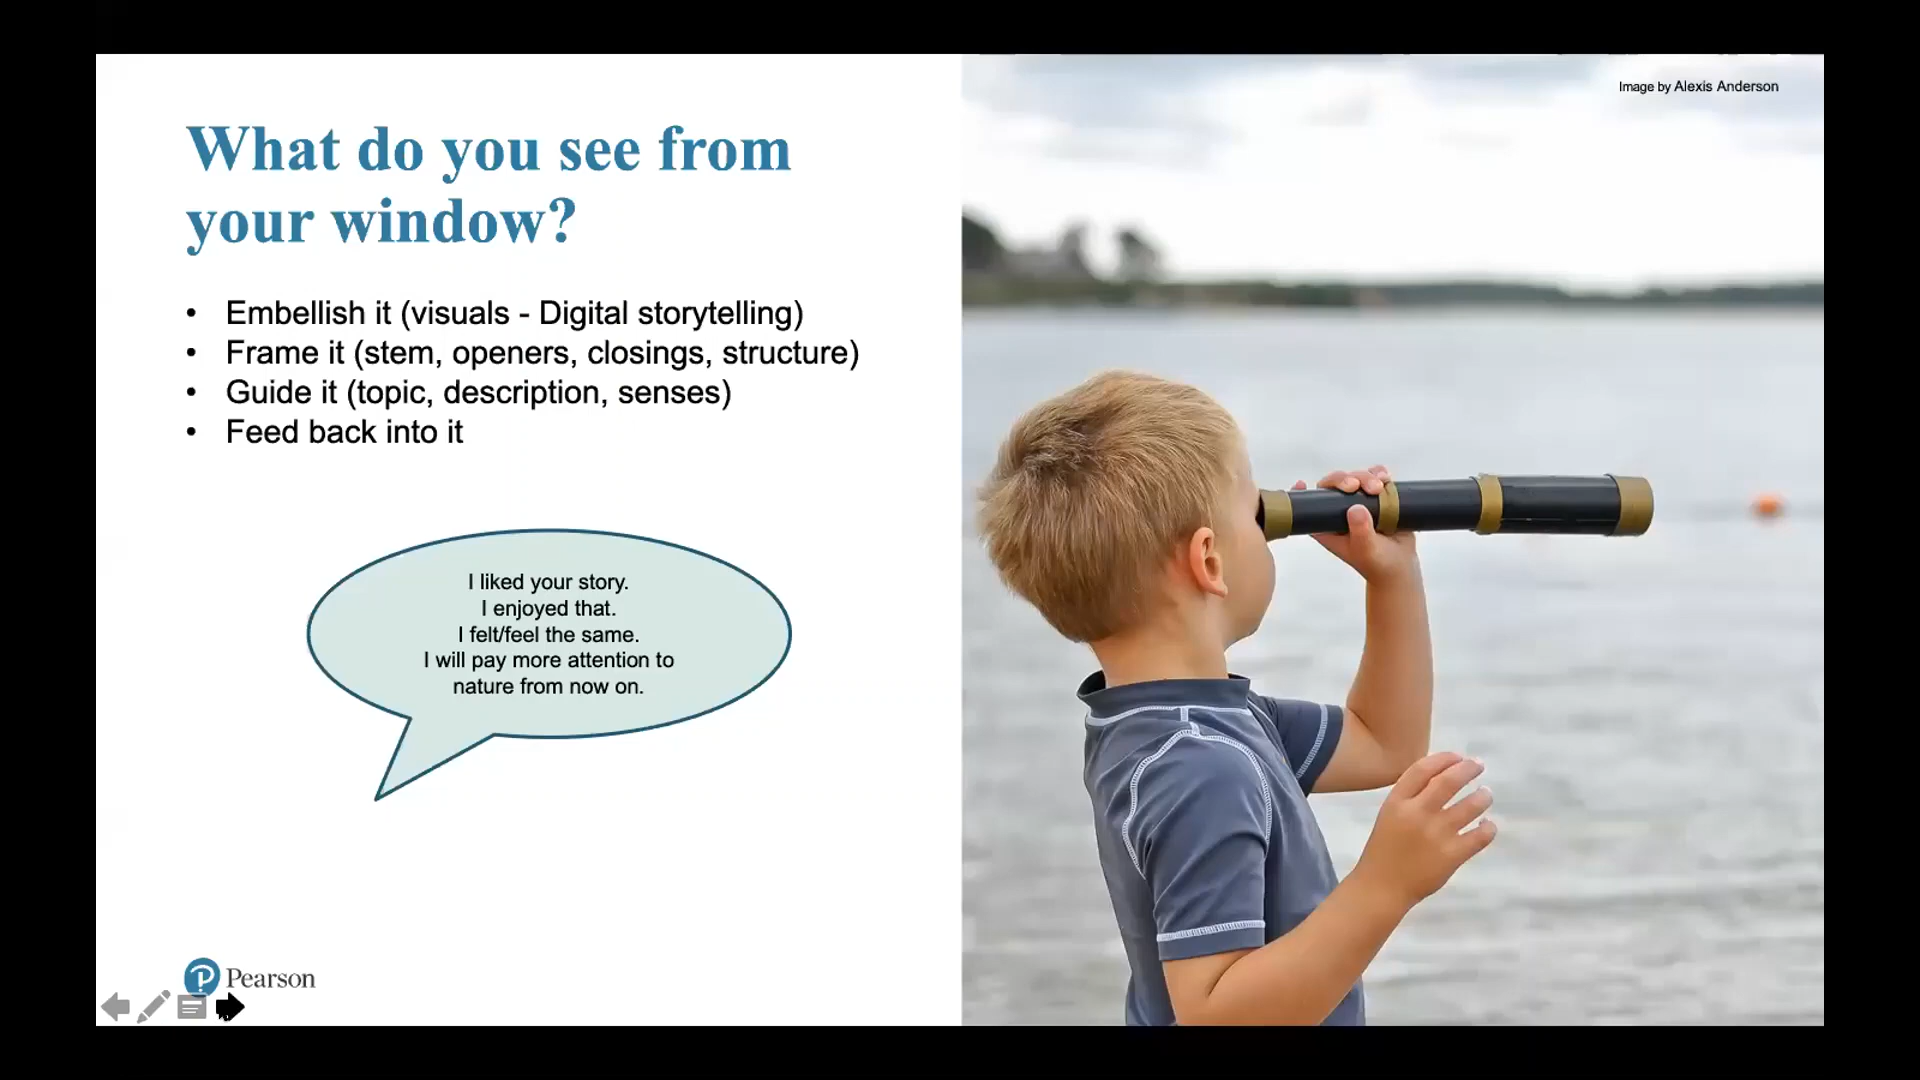 What do you see from
your window?
• Embellish it (visuals - Digital storytelling)
• Frame it (stem, openers, closings, structure)
• Guide it (topic, description, senses)
• Feed back into it
I liked your story.
I enjoyed that.
I felt/feel the same.
I will pay more attention to
nature from now on.
Pearson
Image by Alexis Anderson